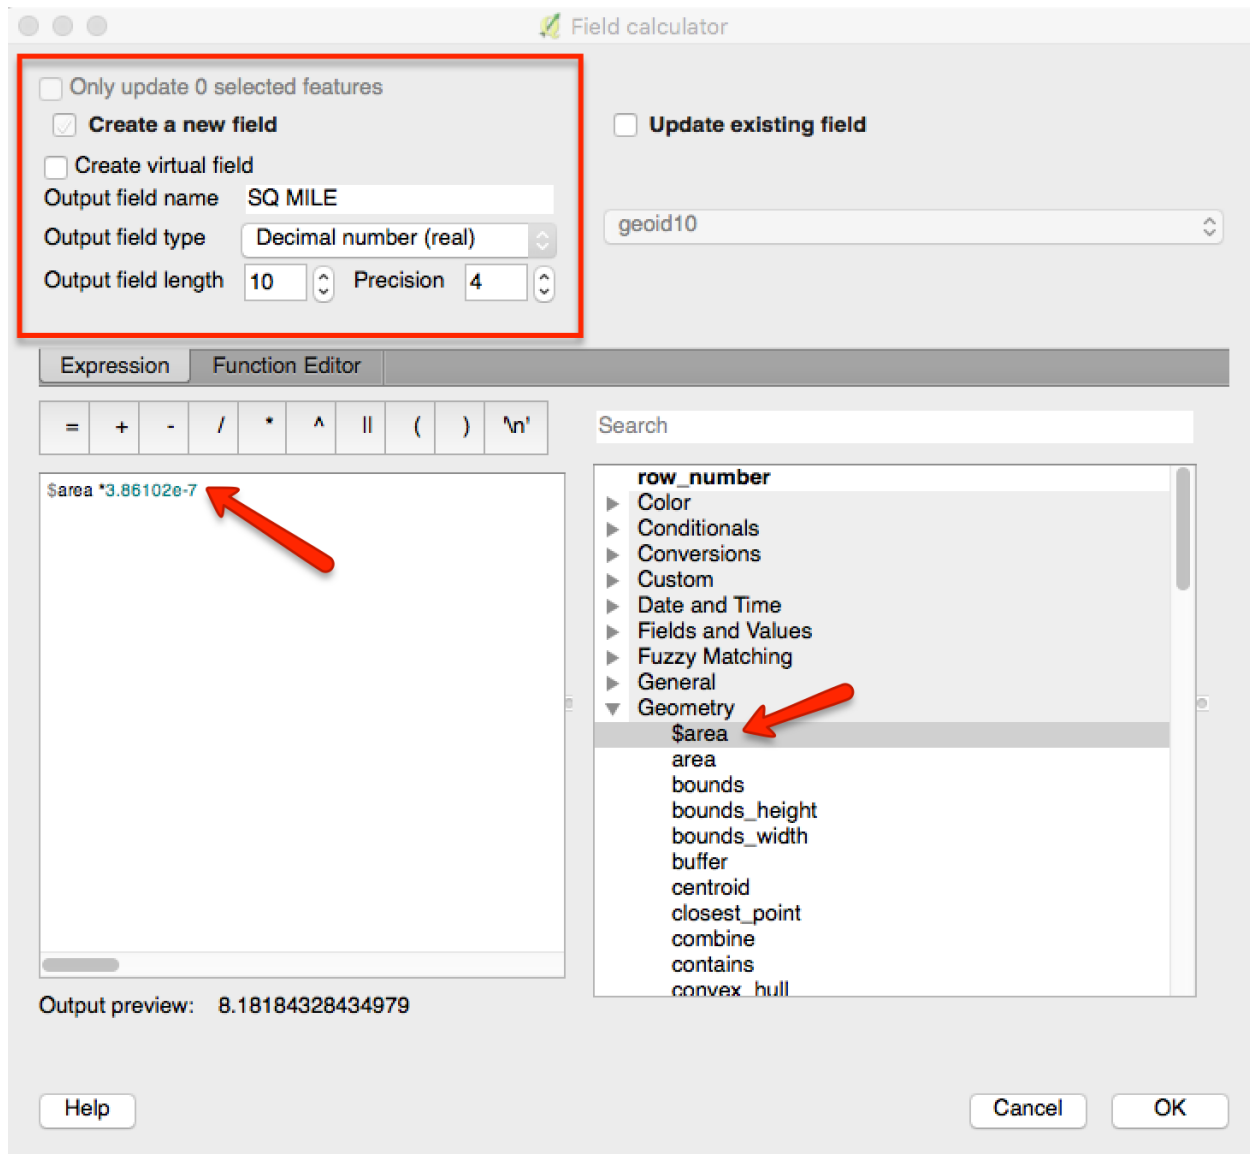 Field calculator
Only update 0 selected features
Create a new field
Update existing field
Create virtual field
Output field name SQ MILE
geoid10
Output field type Decimal number (real)
Output field length 10 Precision 4
Expression Function Editor
= + - / * ^ || ( ) '\n'
Search
$area *3.86102e-7
row_number
Color
Conditionals
Conversions
Custom
Date and Time
Fields and Values
Fuzzy Matching
General
Geometry
$area
area
bounds
bounds_height
bounds_width
buffer
centroid
closest_point
combine
contains
convex_hull
Output preview: 8.18184328434979
Help Cancel OK